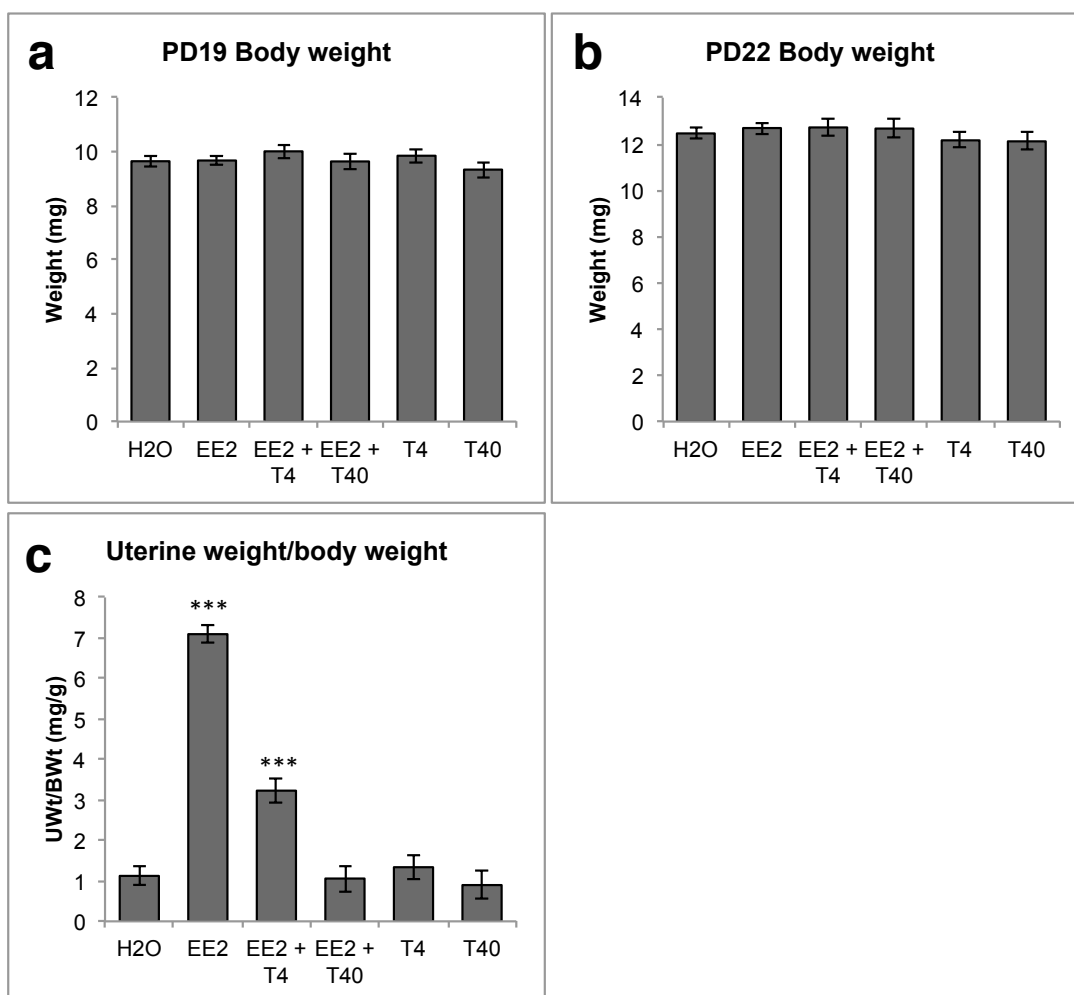 a
PD19 Body weight
Weight (mg)
12
10
8
6
4
2
0
H2O EE2 EE2 + EE2 + T4 T40
T4 T40
b
PD22 Body weight
Weight (mg)
14
12
10
8
6
4
2
0
H2O EE2 EE2 + EE2 + T4 T40
T4 T40
c
Uterine weight/body weight
UWt/BWt (mg/g)
8
7
6
5
4
3
2
1
0
***
***
H2O EE2 EE2 + EE2 + T4 T40
T4 T40